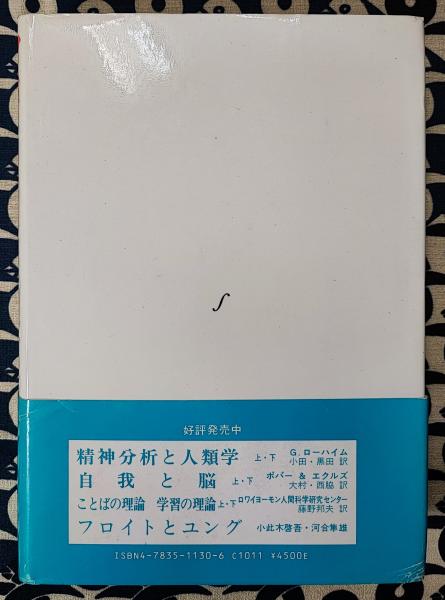 ∫
好評発売中
精神分析と人類学 上・下 G.ローハイム 小田・黒田 訳
自我と脳 上・下 ポパー & エクルズ 大村・西脇 訳
ことばの理論 学習の理論 上・下 ロワイヨーモン人間科学研究センター 藤野邦夫 訳
フロイトとユング 小此木啓吾・河合隼雄
ISBN4-7835-1130-6 C1011 ¥4500E